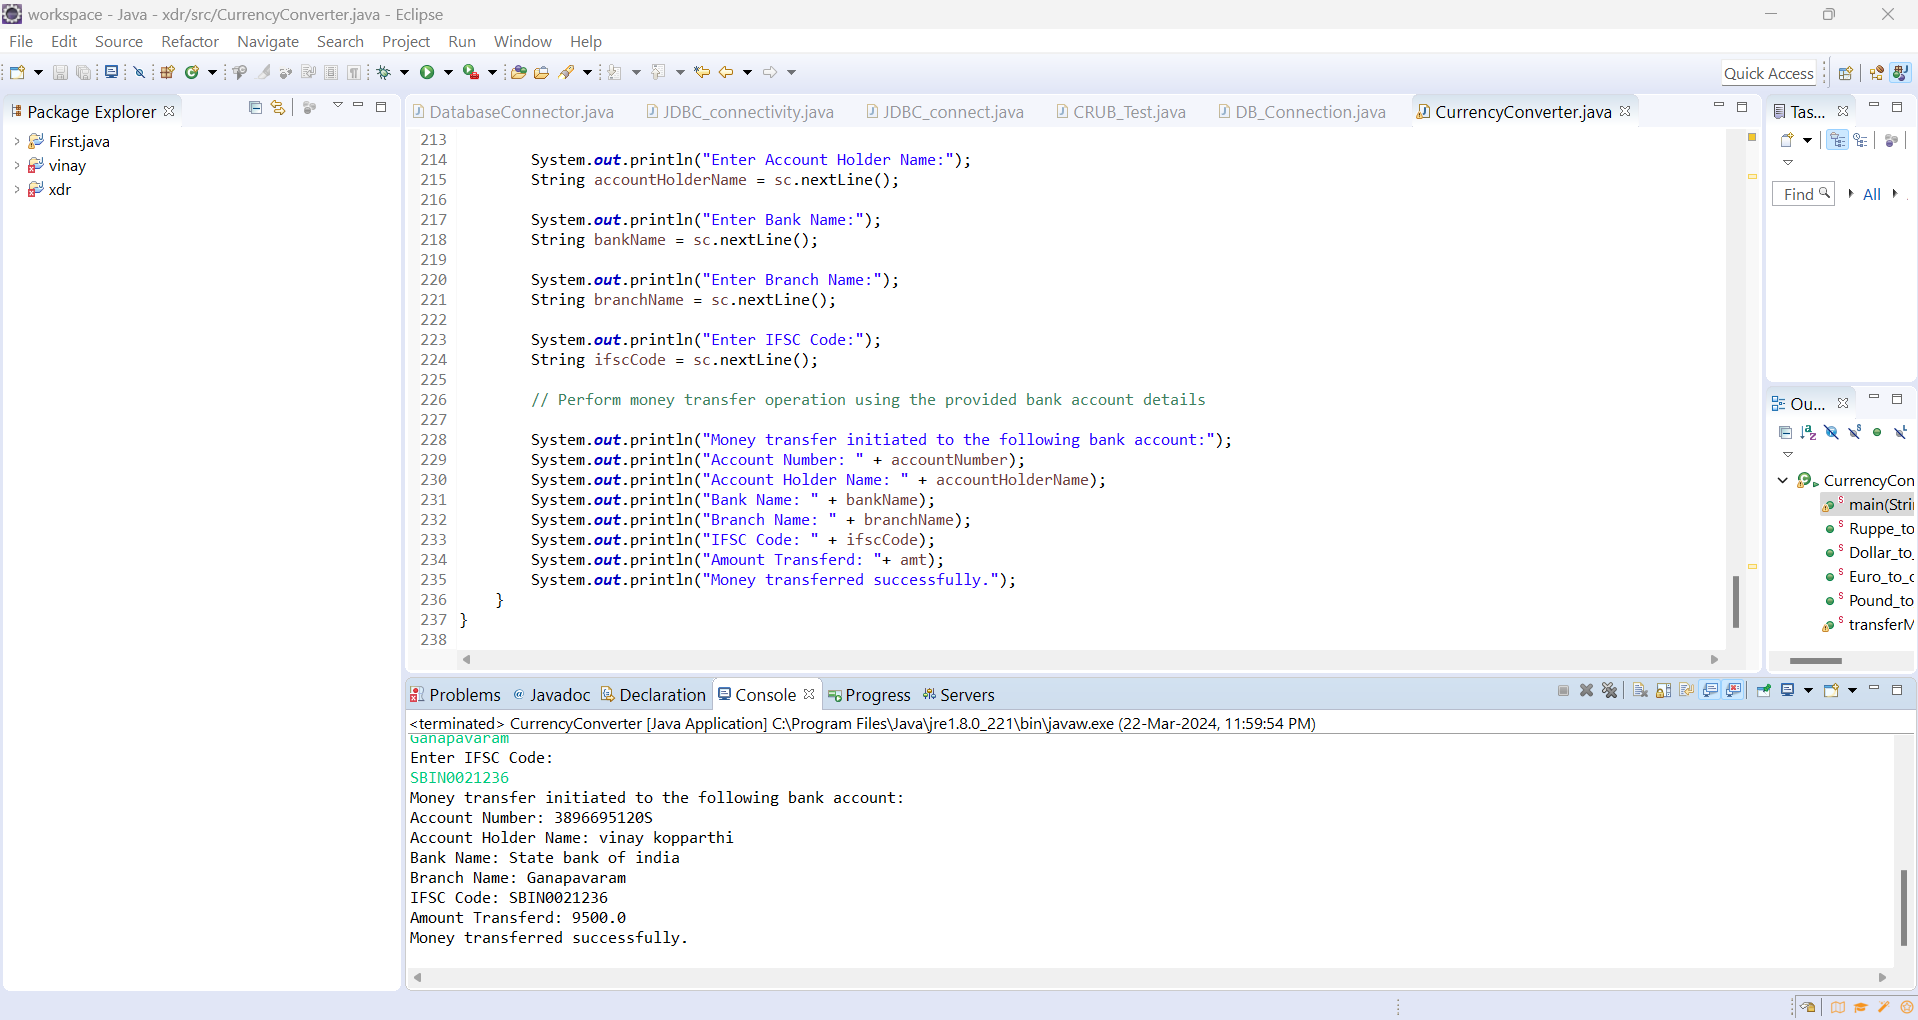 workspace - Java - xdr/src/CurrencyConverter.java - Eclipse
File Edit Source Refactor Navigate Search Project Run Window Help
Quick Access
Package Explorer
First.java
vinay
xdr
DatabaseConnector.java JDBC_connectivity.java JDBC_connect.java CRUB_Test.java DB_Connection.java CurrencyConverter.java
213
214 System.out.println("Enter Account Holder Name:");
215 String accountHolderName = sc.nextLine();
216
217 System.out.println("Enter Bank Name:");
218 String bankName = sc.nextLine();
219
220 System.out.println("Enter Branch Name:");
221 String branchName = sc.nextLine();
222
223 System.out.println("Enter IFSC Code:");
224 String ifscCode = sc.nextLine();
225
226 // Perform money transfer operation using the provided bank account details
227
228 System.out.println("Money transfer initiated to the following bank account:");
229 System.out.println("Account Number: " + accountNumber);
230 System.out.println("Account Holder Name: " + accountHolderName);
231 System.out.println("Bank Name: " + bankName);
232 System.out.println("Branch Name: " + branchName);
233 System.out.println("IFSC Code: " + ifscCode);
234 System.out.println("Amount Transferd: "+ amt);
235 System.out.println("Money transferred successfully.");
236 }
237 }
238
Tas...
Find All
Ou...
CurrencyCon
main(Stri
Ruppe_to
Dollar_to_
Euro_to_c
Pound_to
transferM
Problems @ Javadoc Declaration Console Progress Servers
<terminated> CurrencyConverter [Java Application] C:\Program Files\Java\jre1.8.0_221\bin\javaw.exe (22-Mar-2024, 11:59:54 PM)
Ganapavaram
Enter IFSC Code:
SBIN0021236
Money transfer initiated to the following bank account:
Account Number: 3896695120S
Account Holder Name: vinay kopparthi
Bank Name: State bank of india
Branch Name: Ganapavaram
IFSC Code: SBIN0021236
Amount Transferd: 9500.0
Money transferred successfully.